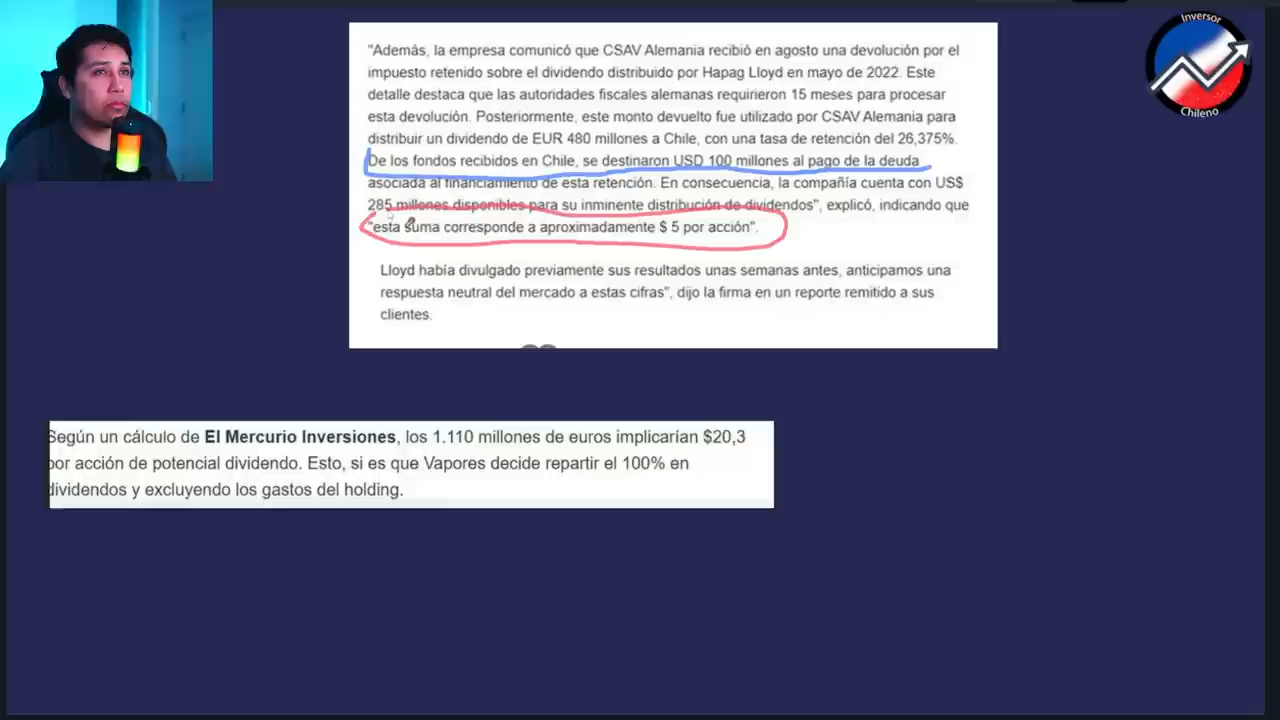 Inversor
Chileno
"Además, la empresa comunicó que CSAV Alemania recibió en agosto una devolución por el
impuesto retenido sobre el dividendo distribuido por Hapag Lloyd en mayo de 2022. Este
detalle destaca que las autoridades fiscales alemanas requirieron 15 meses para procesar
esta devolución. Posteriormente, este monto devuelto fue utilizado por CSAV Alemania para
distribuir un dividendo de EUR 480 millones a Chile, con una tasa de retención del 26,375%.
De los fondos recibidos en Chile, se destinaron USD 100 millones al pago de la deuda
asociada al financiamiento de esta retención. En consecuencia, la compañía cuenta con US$
285 millones disponibles para su inminente distribución de dividendos", explicó, indicando que
"esta suma corresponde a aproximadamente $ 5 por acción".
Lloyd había divulgado previamente sus resultados unas semanas antes, anticipamos una
respuesta neutral del mercado a estas cifras", dijo la firma en un reporte remitido a sus
clientes.
Según un cálculo de El Mercurio Inversiones, los 1.110 millones de euros implicarían $20,3
por acción de potencial dividendo. Esto, si es que Vapores decide repartir el 100% en
dividendos y excluyendo los gastos del holding.